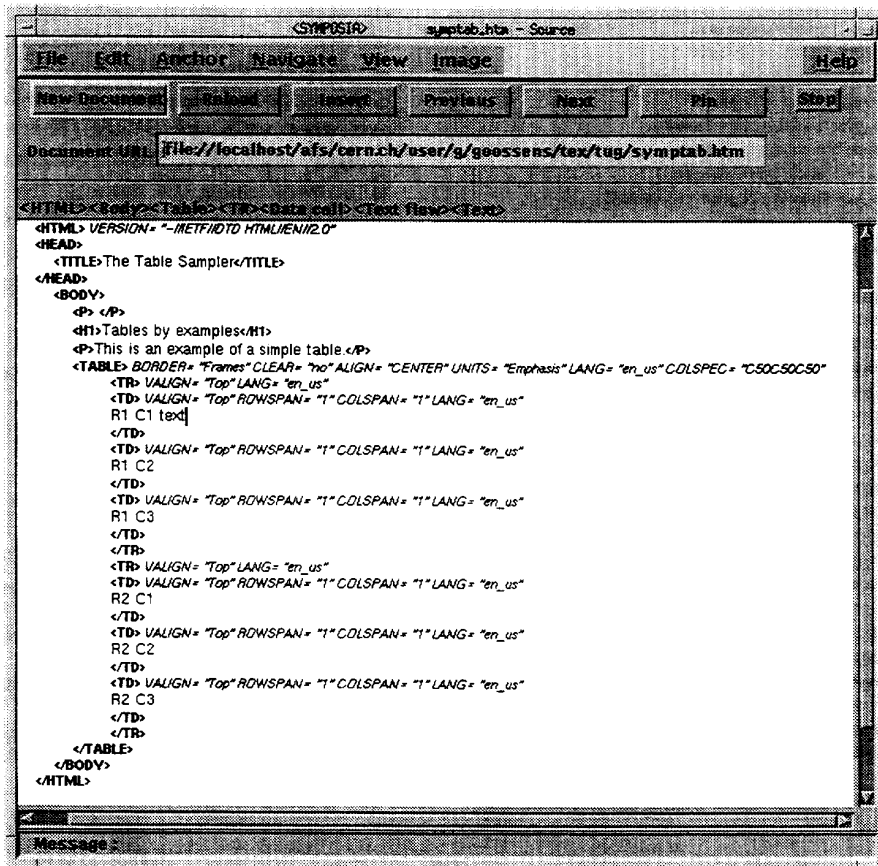 <SYMPOSIA> symptab.htm - Source
File Edit Anchor Navigate View Image Help
New Document Reload Insert Previous Next Pin Stop
Document URL file://localhost/afs/cern.ch/user/g/goossens/tex/tug/symptab.htm
<HTML><Body><Table><TR><Data cell><Text flow><Text>
<HTML> VERSION= "-//IETF//DTD HTML//EN//2.0"
<HEAD>
<TITLE>The Table Sampler</TITLE>
</HEAD>
<BODY>
<P> </P>
<H1>Tables by examples</H1>
<P>This is an example of a simple table.</P>
<TABLE> BORDER= "Frames" CLEAR= "no" ALIGN= "CENTER" UNITS= "Emphasis" LANG= "en_us" COLSPEC= "C50C50C50"
<TR> VALIGN= "Top" LANG= "en_us"
<TD> VALIGN= "Top" ROWSPAN= "1" COLSPAN= "1" LANG= "en_us"
R1 C1 text
</TD>
<TD> VALIGN= "Top" ROWSPAN= "1" COLSPAN= "1" LANG= "en_us"
R1 C2
</TD>
<TD> VALIGN= "Top" ROWSPAN= "1" COLSPAN= "1" LANG= "en_us"
R1 C3
</TD>
</TR>
<TR> VALIGN= "Top" LANG= "en_us"
<TD> VALIGN= "Top" ROWSPAN= "1" COLSPAN= "1" LANG= "en_us"
R2 C1
</TD>
<TD> VALIGN= "Top" ROWSPAN= "1" COLSPAN= "1" LANG= "en_us"
R2 C2
</TD>
<TD> VALIGN= "Top" ROWSPAN= "1" COLSPAN= "1" LANG= "en_us"
R2 C3
</TD>
</TR>
</TABLE>
</BODY>
</HTML>
Message: